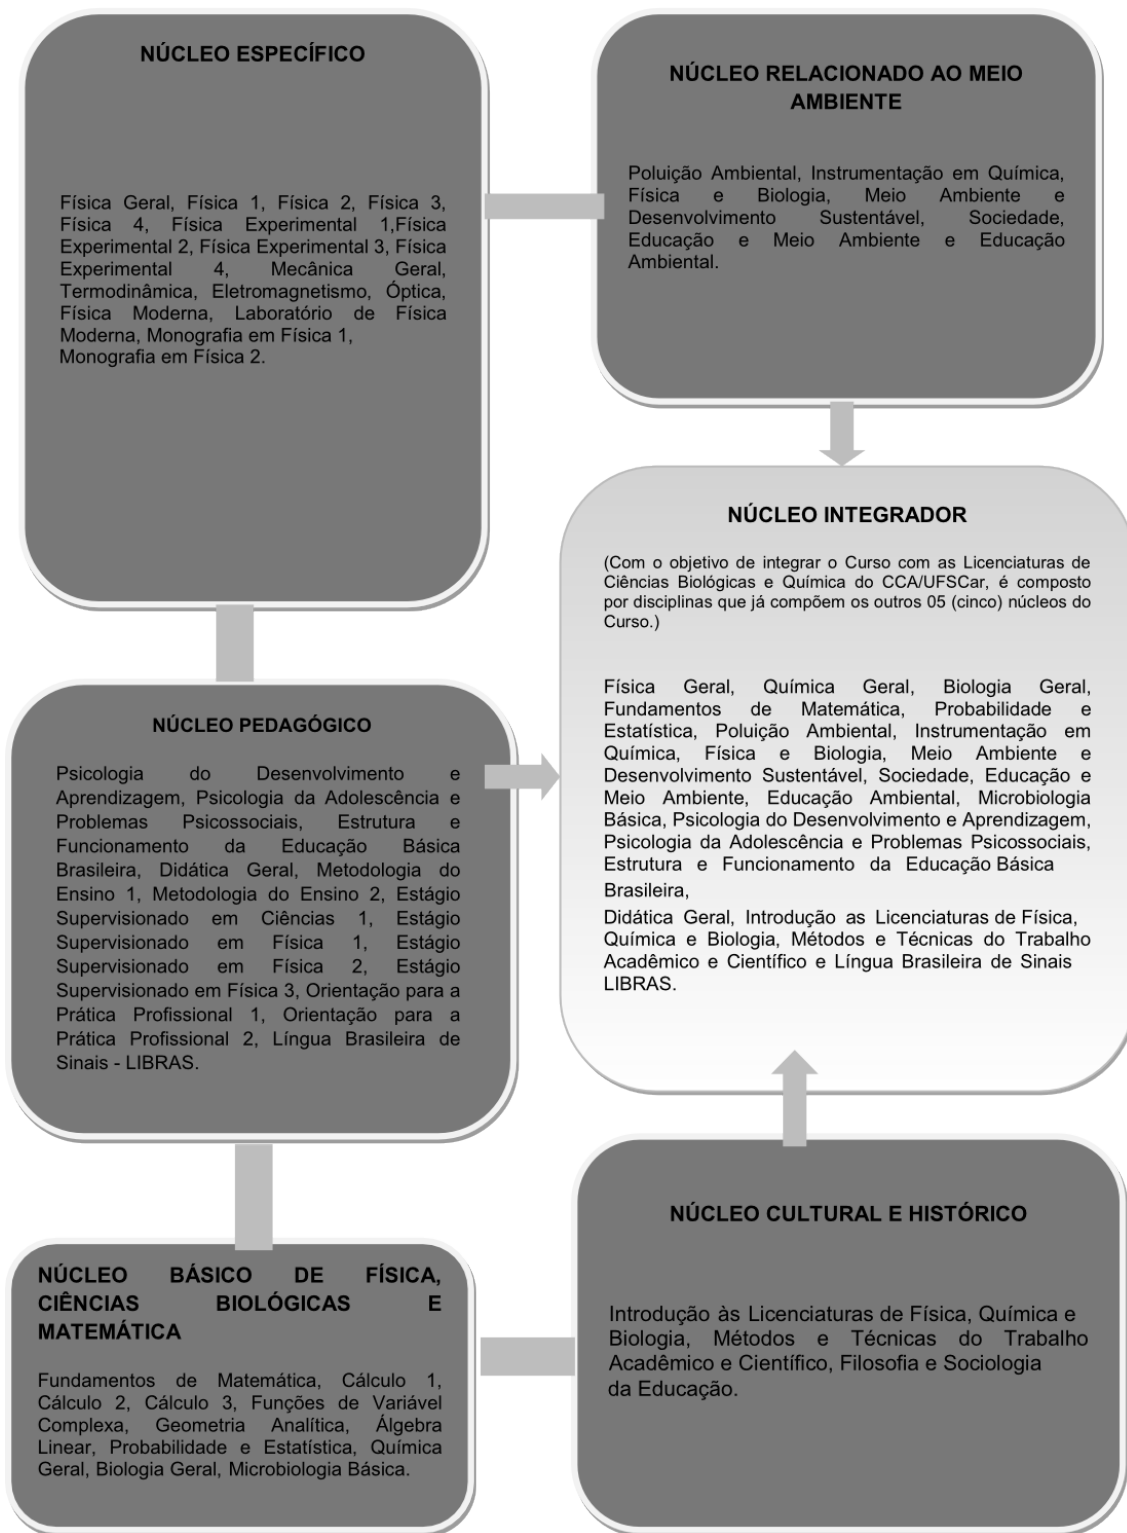 NÚCLEO ESPECÍFICO
Física Geral, Física 1, Física 2, Física 3,
Física 4, Física Experimental 1,Física
Experimental 2, Física Experimental 3, Física
Experimental 4, Mecânica Geral,
Termodinâmica, Eletromagnetismo, Óptica,
Física Moderna, Laboratório de Física
Moderna, Monografia em Física 1,
Monografia em Física 2.
NÚCLEO RELACIONADO AO MEIO
AMBIENTE
Poluição Ambiental, Instrumentação em Química,
Física e Biologia, Meio Ambiente e
Desenvolvimento Sustentável, Sociedade,
Educação e Meio Ambiente e Educação
Ambiental.
NÚCLEO INTEGRADOR
(Com o objetivo de integrar o Curso com as Licenciaturas de
Ciências Biológicas e Química do CCA/UFSCar, é composto
por disciplinas que já compõem os outros 05 (cinco) núcleos do
Curso.)
Física Geral, Química Geral, Biologia Geral,
Fundamentos de Matemática, Probabilidade e
Estatística, Poluição Ambiental, Instrumentação em
Química, Física e Biologia, Meio Ambiente e
Desenvolvimento Sustentável, Sociedade, Educação e
Meio Ambiente, Educação Ambiental, Microbiologia
Básica, Psicologia do Desenvolvimento e Aprendizagem,
Psicologia da Adolescência e Problemas Psicossociais,
Estrutura e Funcionamento da Educação Básica
Brasileira,
Didática Geral, Introdução as Licenciaturas de Física,
Química e Biologia, Métodos e Técnicas do Trabalho
Acadêmico e Científico e Língua Brasileira de Sinais
LIBRAS.
NÚCLEO PEDAGÓGICO
Psicologia do Desenvolvimento e
Aprendizagem, Psicologia da Adolescência e
Problemas Psicossociais, Estrutura e
Funcionamento da Educação Básica
Brasileira, Didática Geral, Metodologia do
Ensino 1, Metodologia do Ensino 2, Estágio
Supervisionado em Ciências 1, Estágio
Supervisionado em Física 1, Estágio
Supervisionado em Física 2, Estágio
Supervisionado em Física 3, Orientação para a
Prática Profissional 1, Orientação para a
Prática Profissional 2, Língua Brasileira de
Sinais - LIBRAS.
NÚCLEO BÁSICO DE FÍSICA,
CIÊNCIAS BIOLÓGICAS E
MATEMÁTICA
Fundamentos de Matemática, Cálculo 1,
Cálculo 2, Cálculo 3, Funções de Variável
Complexa, Geometria Analítica, Álgebra
Linear, Probabilidade e Estatística, Química
Geral, Biologia Geral, Microbiologia Básica.
NÚCLEO CULTURAL E HISTÓRICO
Introdução às Licenciaturas de Física, Química e
Biologia, Métodos e Técnicas do Trabalho
Acadêmico e Científico, Filosofia e Sociologia
da Educação.